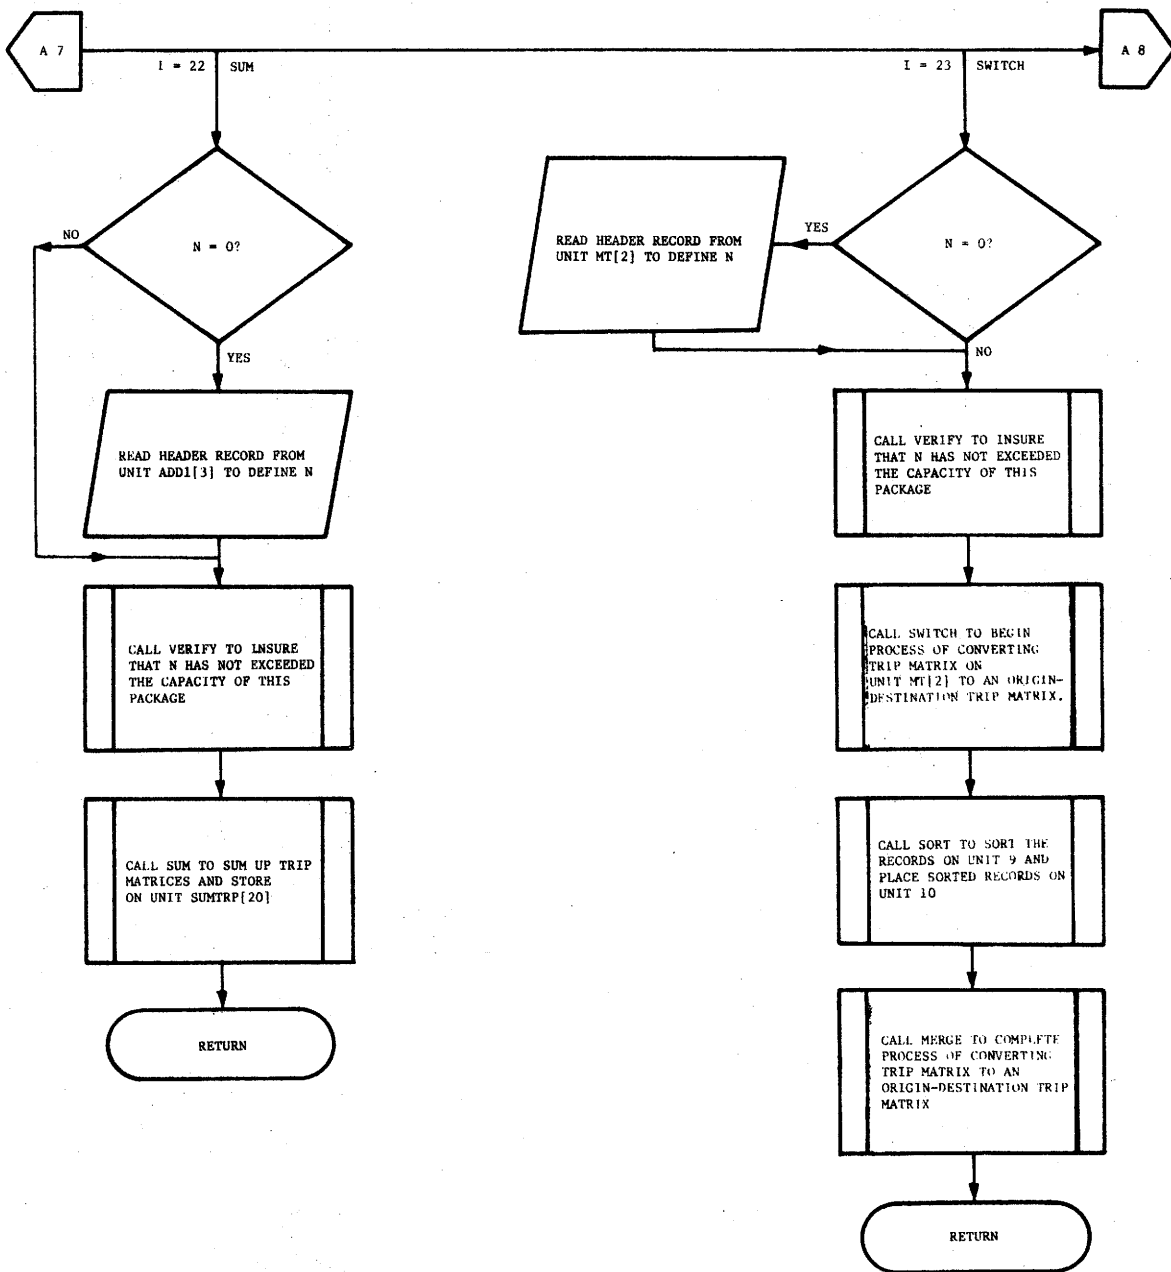 A 7
A 8
I = 22 SUM
I = 23 SWITCH
N = 0?
NO
YES
READ HEADER RECORD FROM
UNIT ADD1[3] TO DEFINE N
CALL VERIFY TO INSURE
THAT N HAS NOT EXCEEDED
THE CAPACITY OF THIS
PACKAGE
CALL SUM TO SUM UP TRIP
MATRICES AND STORE
ON UNIT SUMTRP[20]
RETURN
N = 0?
YES
READ HEADER RECORD FROM
UNIT MT[2] TO DEFINE N
NO
CALL VERIFY TO INSURE
THAT N HAS NOT EXCEEDED
THE CAPACITY OF THIS
PACKAGE
CALL SWITCH TO BEGIN
PROCESS OF CONVERTING
TRIP MATRIX ON
UNIT MT[2] TO AN ORIGIN-
DESTINATION TRIP MATRIX.
CALL SORT TO SORT THE
RECORDS ON UNIT 9 AND
PLACE SORTED RECORDS ON
UNIT 10
CALL MERGE TO COMPLETE
PROCESS OF CONVERTING
TRIP MATRIX TO AN
ORIGIN-DESTINATION TRIP
MATRIX
RETURN